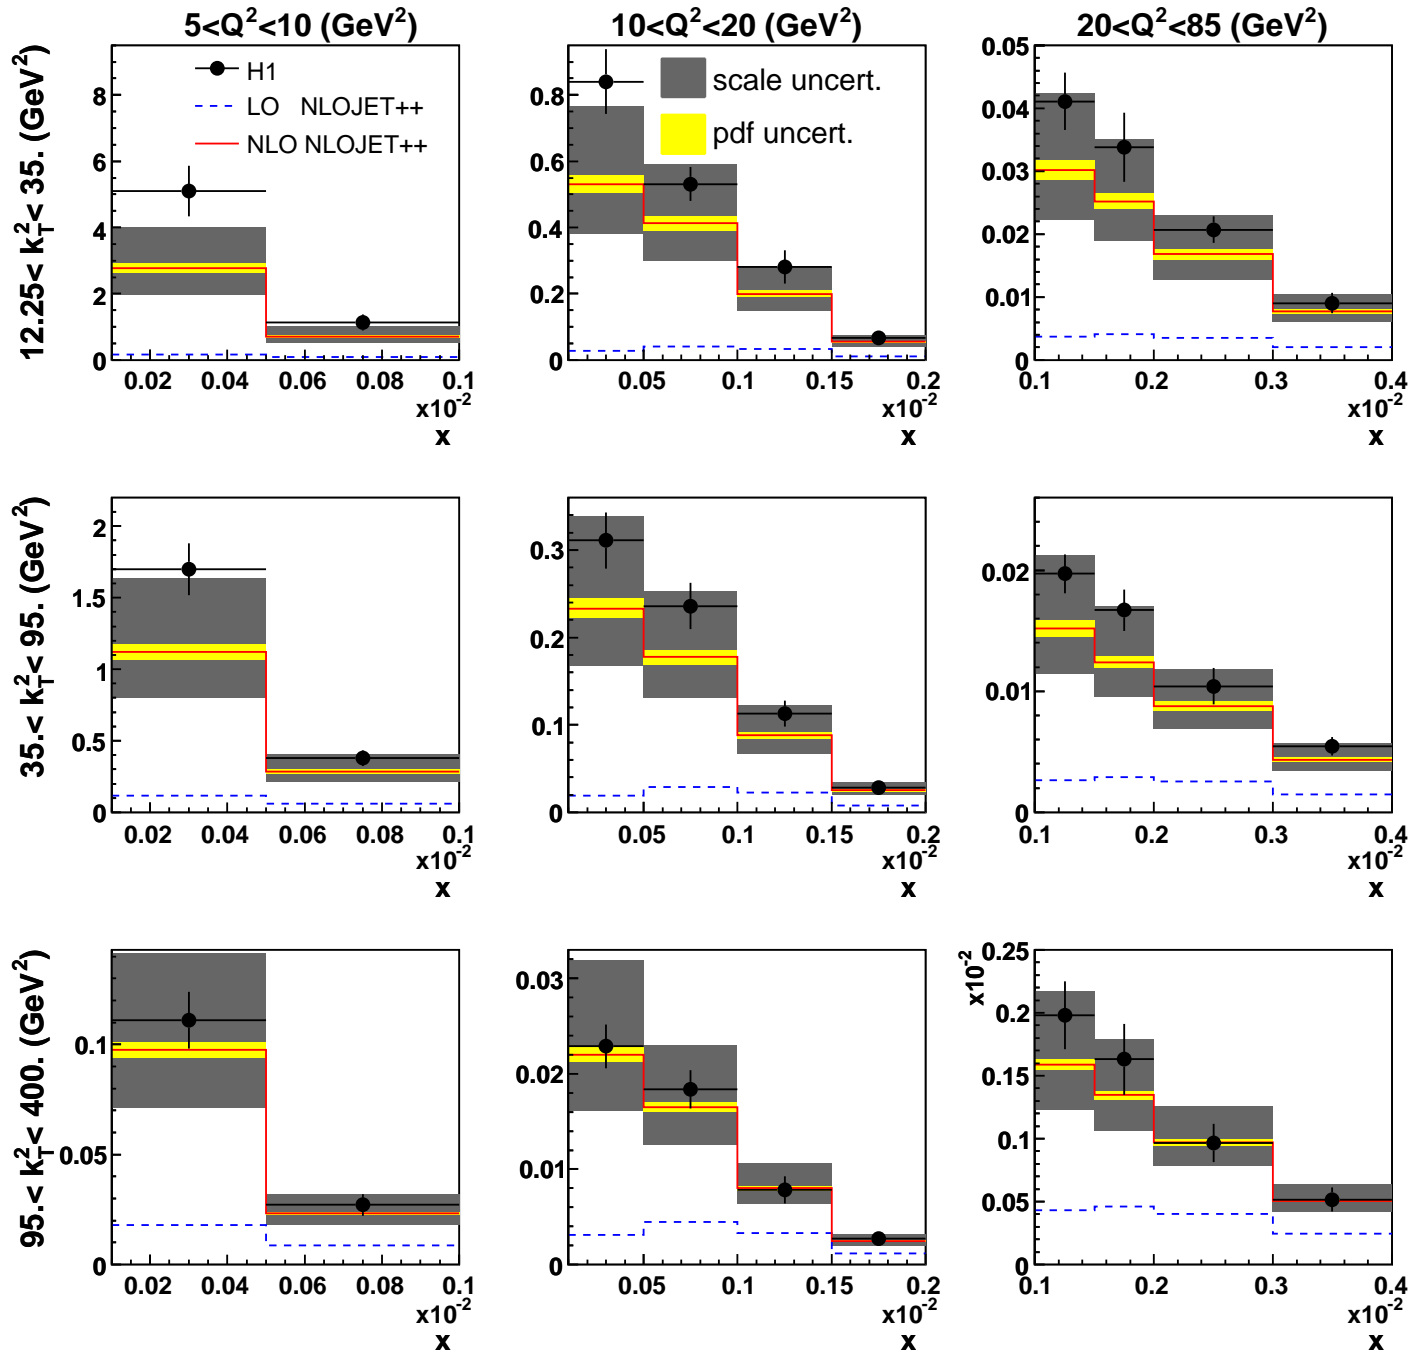 5<Q²<10 (GeV²)
10<Q²<20 (GeV²)
20<Q²<85 (GeV²)
12.25< k_T²< 35. (GeV²)
8
6
4
2
0
H1
LO NLOJET++
NLO NLOJET++
0.02 0.04 0.06 0.08 0.1
x10⁻²
x
0.8
0.6
0.4
0.2
0
scale uncert.
pdf uncert.
0.05 0.1 0.15 0.2
x10⁻²
x
0.05
0.04
0.03
0.02
0.01
0
0.1 0.2 0.3 0.4
x10⁻²
x
35.< k_T²< 95. (GeV²)
2
1.5
1
0.5
0
0.02 0.04 0.06 0.08 0.1
x10⁻²
x
0.3
0.2
0.1
0
0.05 0.1 0.15 0.2
x10⁻²
x
0.02
0.01
0
0.1 0.2 0.3 0.4
x10⁻²
x
95.< k_T²< 400. (GeV²)
0.1
0.05
0
0.02 0.04 0.06 0.08 0.1
x10⁻²
x
0.03
0.02
0.01
0
0.05 0.1 0.15 0.2
x10⁻²
x
x10⁻²
0.25
0.2
0.15
0.1
0.05
0
0.1 0.2 0.3 0.4
x10⁻²
x